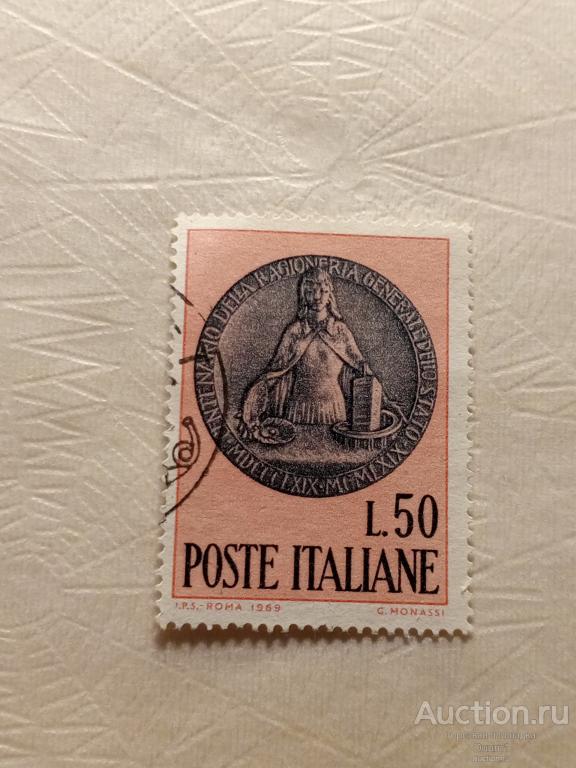 CENTENARIO DELLA RAGIONERIA GENERALE DELLO STATO
MDCCCLXIX · MCMLXIX
L.50
POSTE ITALIANE
I.P.S.-ROMA 1969 C. MONASSI
Auction.ru